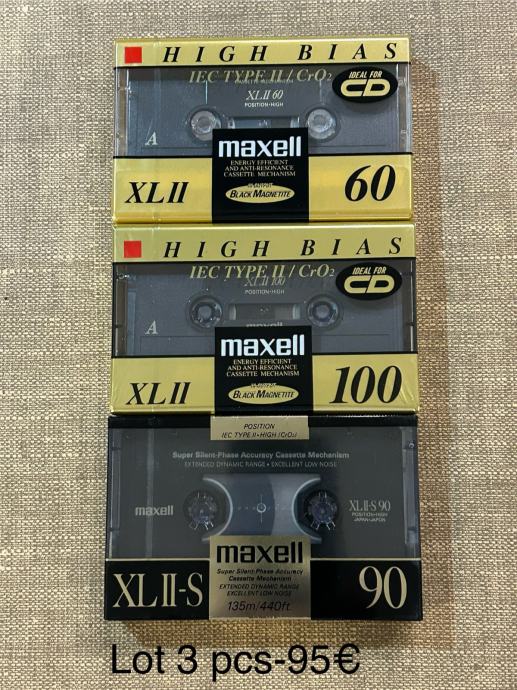 HIGH BIAS
IEC TYPE II/CrO2
IDEAL FOR
CD
XLII 60
POSITION•HIGH
A
maxell
ENERGY EFFICIENT
AND ANTI-RESONANCE
CASSETTE MECHANISM
BLACK MAGNETITE
XLII
60
HIGH BIAS
IEC TYPE II/CrO2
IDEAL FOR
CD
XLII 100
POSITION•HIGH
A
maxell
maxell
ENERGY EFFICIENT
AND ANTI-RESONANCE
CASSETTE MECHANISM
BLACK MAGNETITE
XLII
100
POSITION
IEC TYPE II•HIGH (CrO2)
Super Silent-Phase Accuracy Cassette Mechanism
EXTENDED DYNAMIC RANGE • EXCELLENT LOW NOISE
maxell
XLII-S 90
POSITION•HIGH
JAPAN•JAPON
maxell
Super Silent-Phase Accuracy
Cassette Mechanism
EXTENDED DYNAMIC RANGE
EXCELLENT LOW NOISE
135m/440ft.
XLII-S
90
Lot 3 pcs-95€